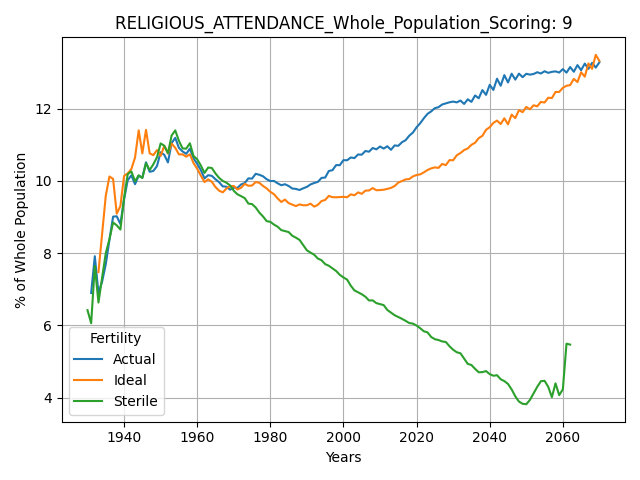 RELIGIOUS_ATTENDANCE_Whole_Population_Scoring: 9
% of Whole Population
12
10
8
6
4
Fertility
Actual
Ideal
Sterile
1940 1960 1980 2000 2020 2040 2060
Years